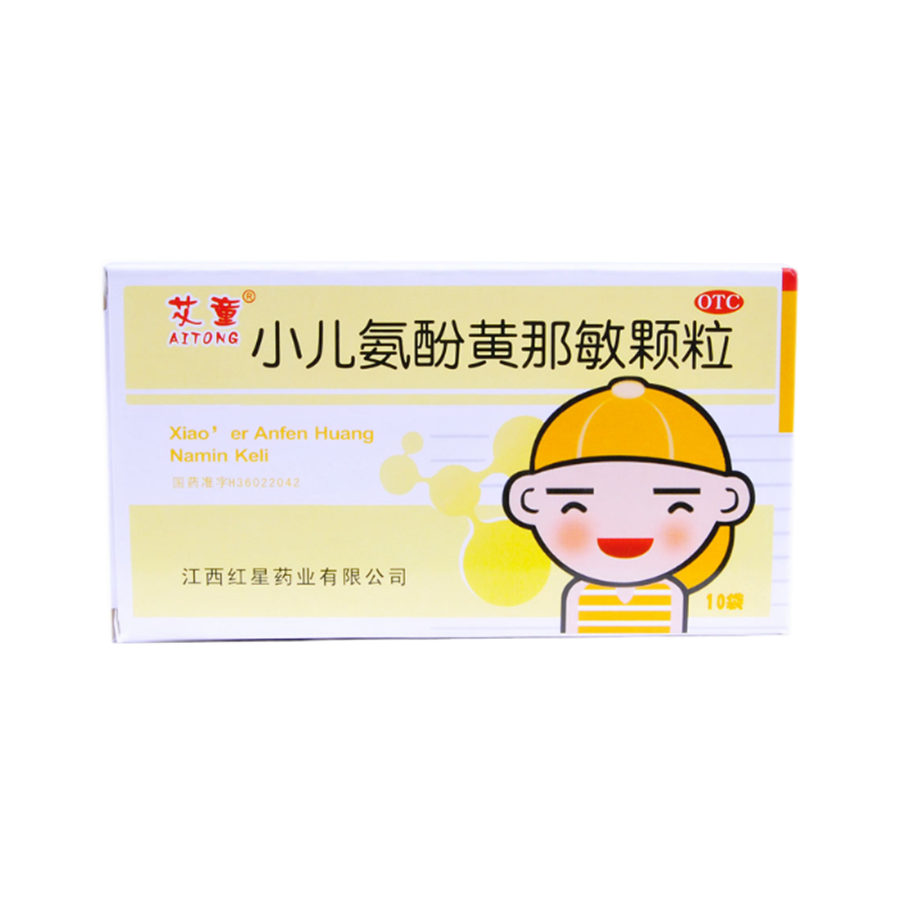 艾童®
AITONG
小儿氨酚黄那敏颗粒
OTC
Xiao’er Anfen Huang
Namin Keli
国药准字H36022042
江西红星药业有限公司
10袋